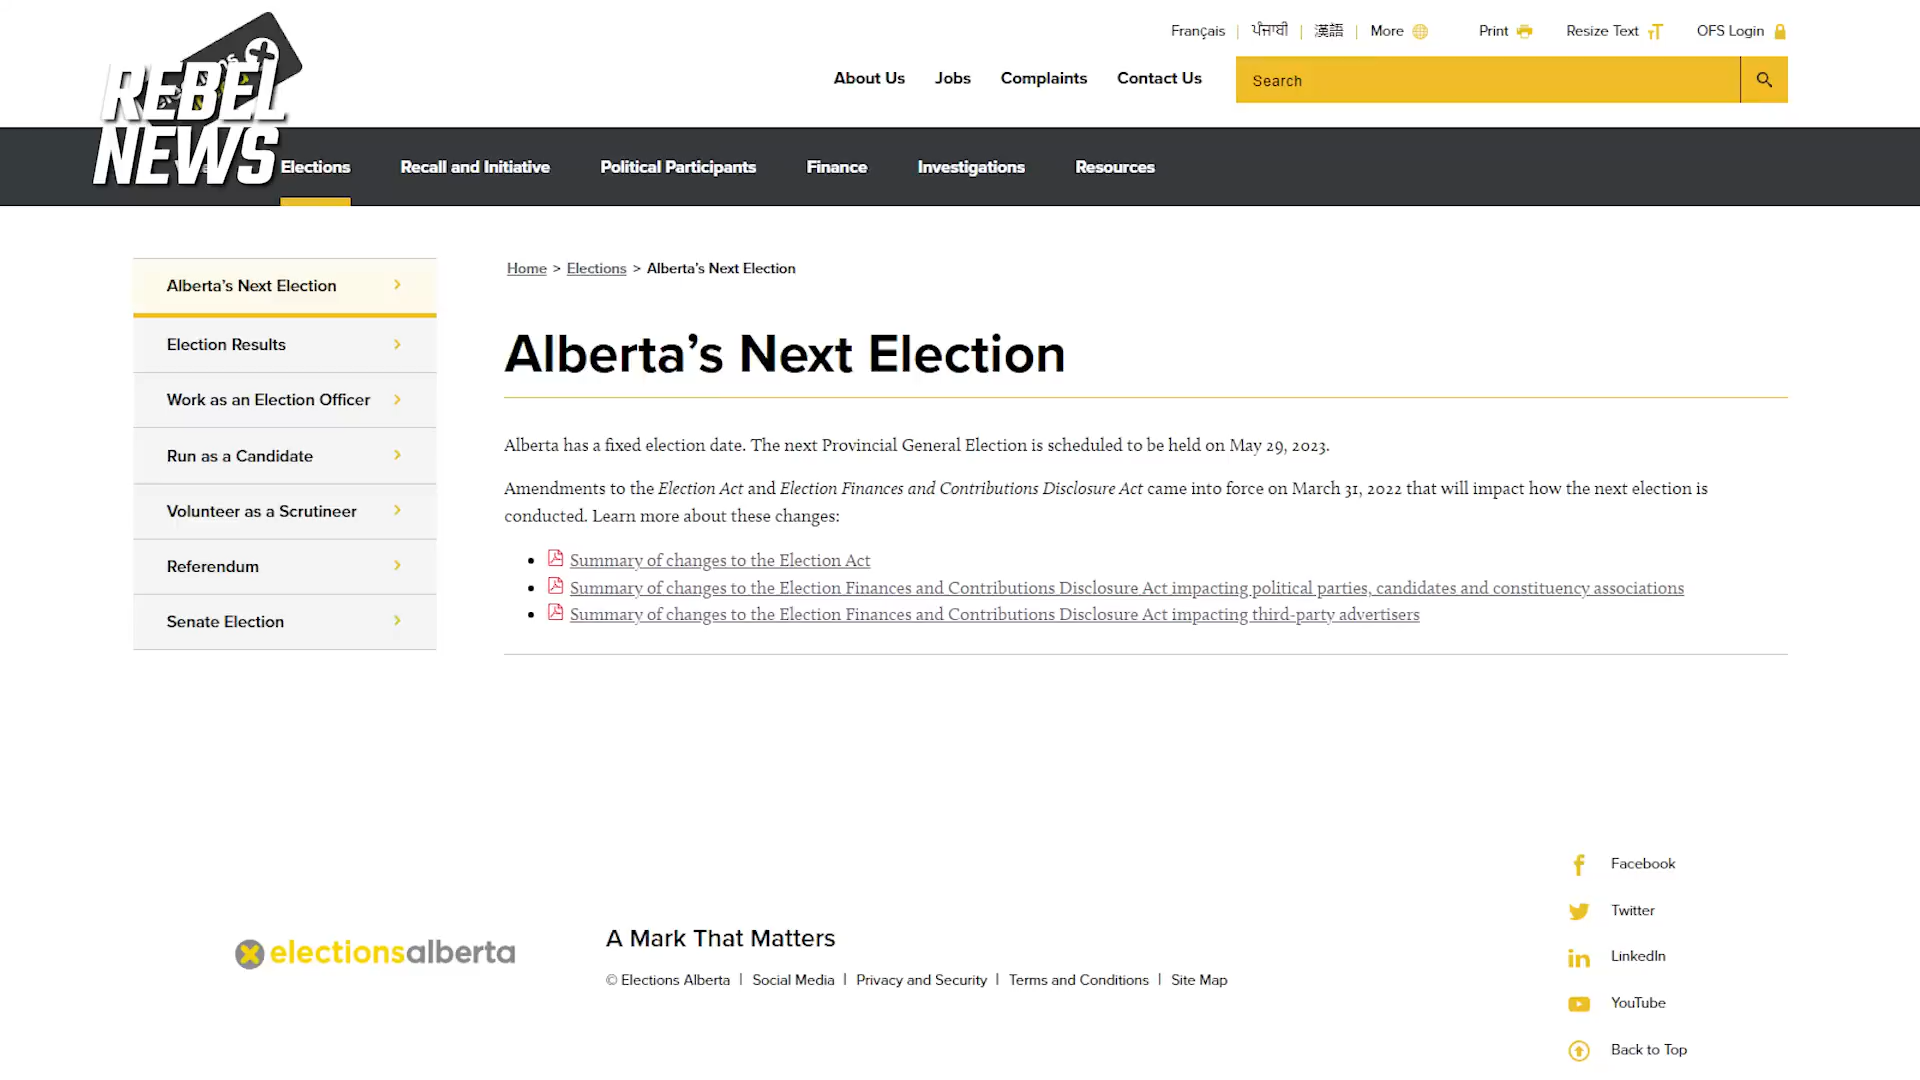 Français | ਪੰਜਾਬੀ | 漢語 | More Print Resize Text OFS Login
REBEL
NEWS
About Us Jobs Complaints Contact Us Search
Elections Recall and Initiative Political Participants Finance Investigations Resources
Home > Elections > Alberta's Next Election
Alberta's Next Election
Election Results
Work as an Election Officer
Run as a Candidate
Volunteer as a Scrutineer
Referendum
Senate Election
Alberta’s Next Election
Alberta has a fixed election date. The next Provincial General Election is scheduled to be held on May 29, 2023.
Amendments to the Election Act and Election Finances and Contributions Disclosure Act came into force on March 31, 2022 that will impact how the next election is
conducted. Learn more about these changes:
• Summary of changes to the Election Act
• Summary of changes to the Election Finances and Contributions Disclosure Act impacting political parties, candidates and constituency associations
• Summary of changes to the Election Finances and Contributions Disclosure Act impacting third-party advertisers
electionsalberta
A Mark That Matters
© Elections Alberta | Social Media | Privacy and Security | Terms and Conditions | Site Map
Facebook
Twitter
LinkedIn
YouTube
Back to Top